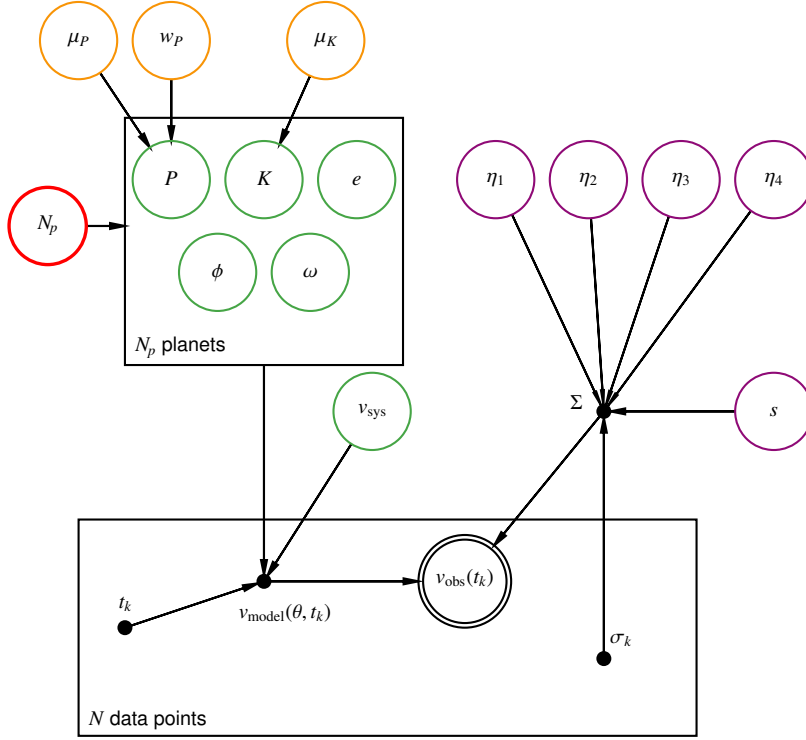 μ_P w_P μ_K
P K e
η_1 η_2 η_3 η_4
N_p
ϕ ω
N_p planets
v_sys
Σ
s
v_obs(t_k)
t_k
v_model(θ, t_k)
σ_k
N data points